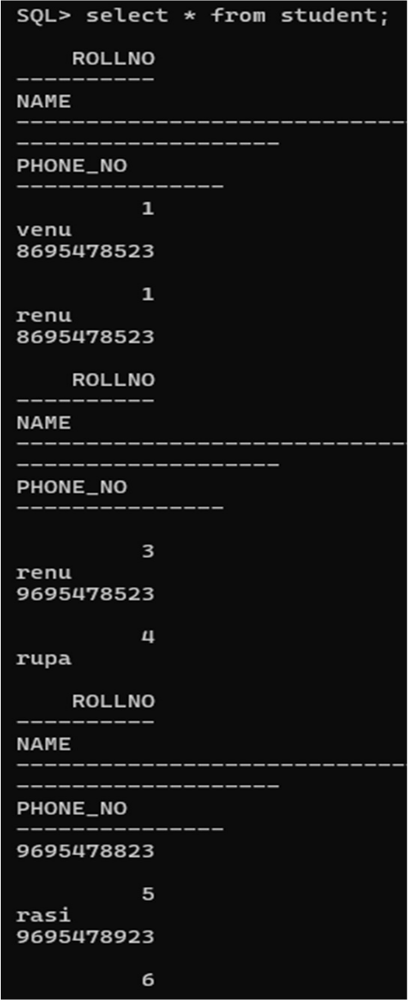 SQL> select * from student;
ROLLNO
----------
NAME
-----------------------------
-------------------
PHONE_NO
---------------
1
venu
8695478523
1
renu
8695478523
ROLLNO
----------
NAME
-----------------------------
-------------------
PHONE_NO
---------------
3
renu
9695478523
4
rupa
ROLLNO
----------
NAME
-----------------------------
-------------------
PHONE_NO
---------------
9695478823
5
rasi
9695478923
6